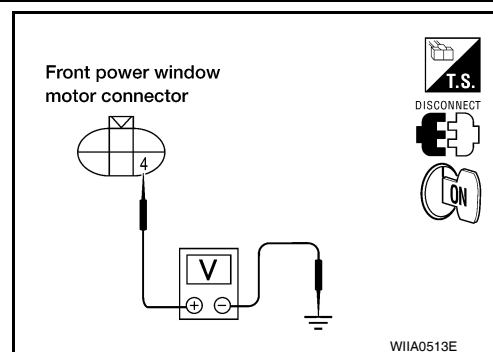 Front power window
motor connector
T.S.
DISCONNECT
4
ON
V
+ −
WIIA0513E